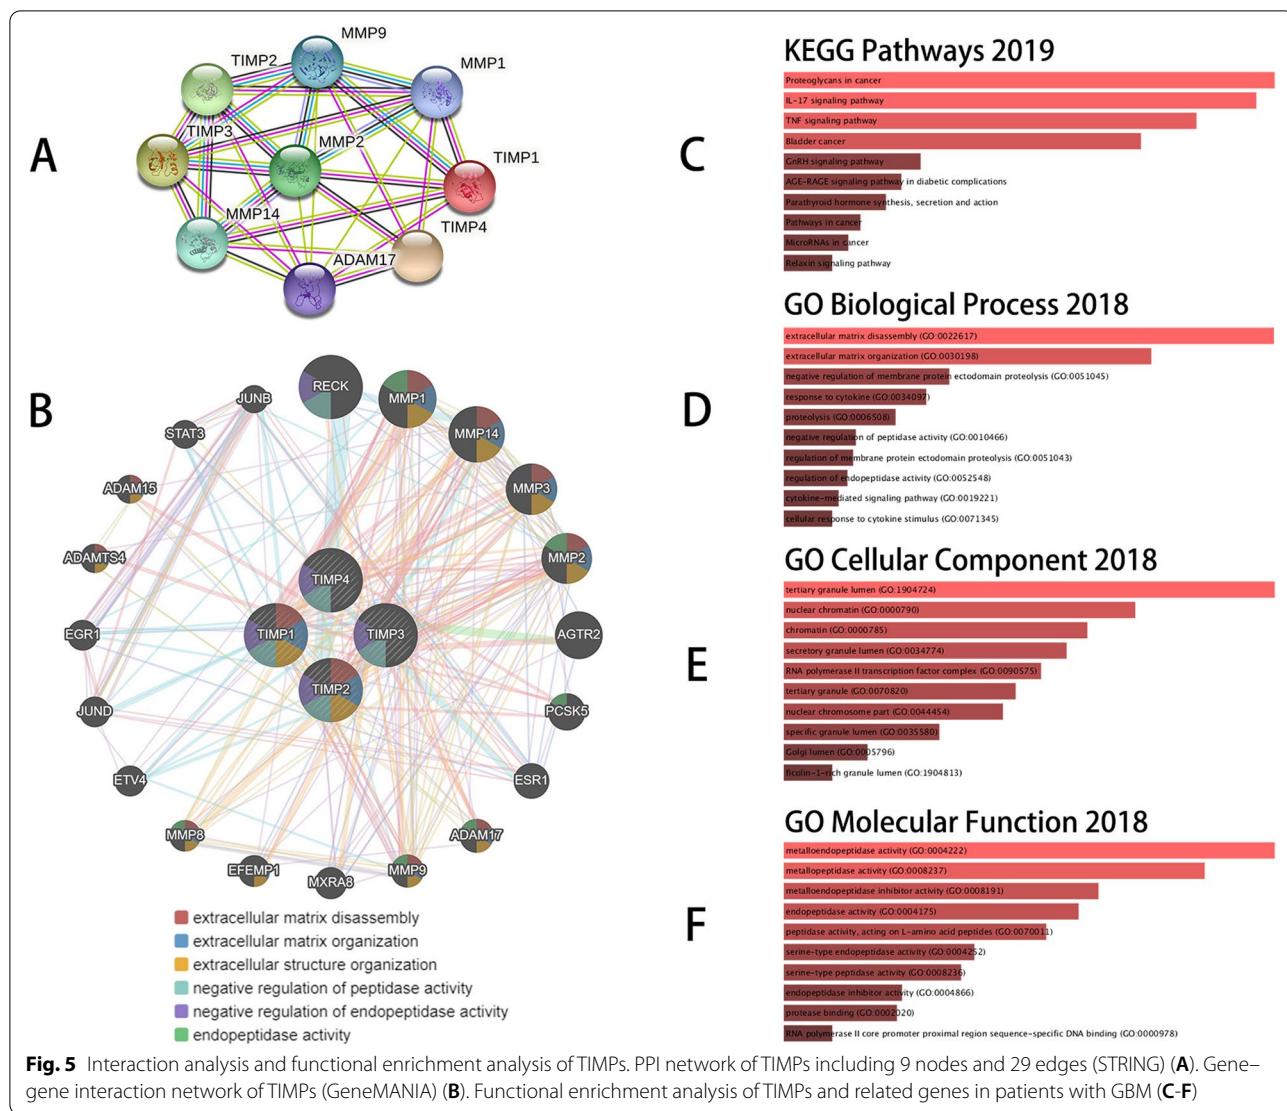 A
MMP9
TIMP2
MMP1
TIMP3
MMP2
TIMP1
MMP14
TIMP4
ADAM17
B
RECK
JUNB
MMP1
STAT3
MMP14
ADAM15
MMP3
ADAMTS4
MMP2
TIMP4
EGR1
TIMP1
TIMP3
AGTR2
TIMP2
JUND
PCSK5
ETV4
ESR1
MMP8
ADAM17
EFEMP1
MXRA8
MMP9
extracellular matrix disassembly
extracellular matrix organization
extracellular structure organization
negative regulation of peptidase activity
negative regulation of endopeptidase activity
endopeptidase activity
C
KEGG Pathways 2019
Proteoglycans in cancer
IL-17 signaling pathway
TNF signaling pathway
Bladder cancer
GnRH signaling pathway
AGE-RAGE signaling pathway in diabetic complications
Parathyroid hormone synthesis, secretion and action
Pathways in cancer
MicroRNAs in cancer
Relaxin signaling pathway
D
GO Biological Process 2018
extracellular matrix disassembly (GO:0022617)
extracellular matrix organization (GO:0030198)
negative regulation of membrane protein ectodomain proteolysis (GO:0051045)
response to cytokine (GO:0034097)
proteolysis (GO:0006508)
negative regulation of peptidase activity (GO:0010466)
regulation of membrane protein ectodomain proteolysis (GO:0051043)
regulation of endopeptidase activity (GO:0052548)
cytokine-mediated signaling pathway (GO:0019221)
cellular response to cytokine stimulus (GO:0071345)
E
GO Cellular Component 2018
tertiary granule lumen (GO:1904724)
nuclear chromatin (GO:0000790)
chromatin (GO:0000785)
secretory granule lumen (GO:0034774)
RNA polymerase II transcription factor complex (GO:0090575)
tertiary granule (GO:0070820)
nuclear chromosome part (GO:0044454)
specific granule lumen (GO:0035580)
Golgi lumen (GO:0005796)
ficolin-1-rich granule lumen (GO:1904813)
F
GO Molecular Function 2018
metalloendopeptidase activity (GO:0004222)
metallopeptidase activity (GO:0008237)
metalloendopeptidase inhibitor activity (GO:0008191)
endopeptidase activity (GO:0004175)
peptidase activity, acting on L-amino acid peptides (GO:0070011)
serine-type endopeptidase activity (GO:0004252)
serine-type peptidase activity (GO:0008236)
endopeptidase inhibitor activity (GO:0004866)
protease binding (GO:0002020)
RNA polymerase II core promoter proximal region sequence-specific DNA binding (GO:0000978)
Fig. 5 Interaction analysis and functional enrichment analysis of TIMPs. PPI network of TIMPs including 9 nodes and 29 edges (STRING) (A). Gene–
gene interaction network of TIMPs (GeneMANIA) (B). Functional enrichment analysis of TIMPs and related genes in patients with GBM (C-F)